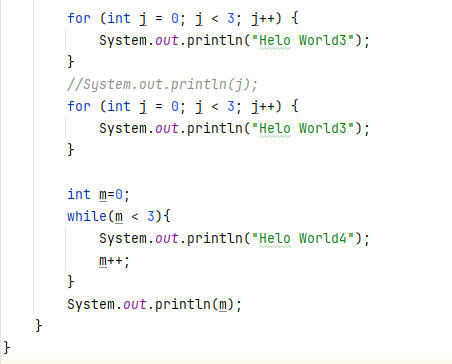 for (int j = 0; j < 3; j++) {
System.out.println("Helo World3");
}
//System.out.println(j);
for (int j = 0; j < 3; j++) {
System.out.println("Helo World3");
}
int m=0;
while(m < 3){
System.out.println("Helo World4");
m++;
}
System.out.println(m);
}
}